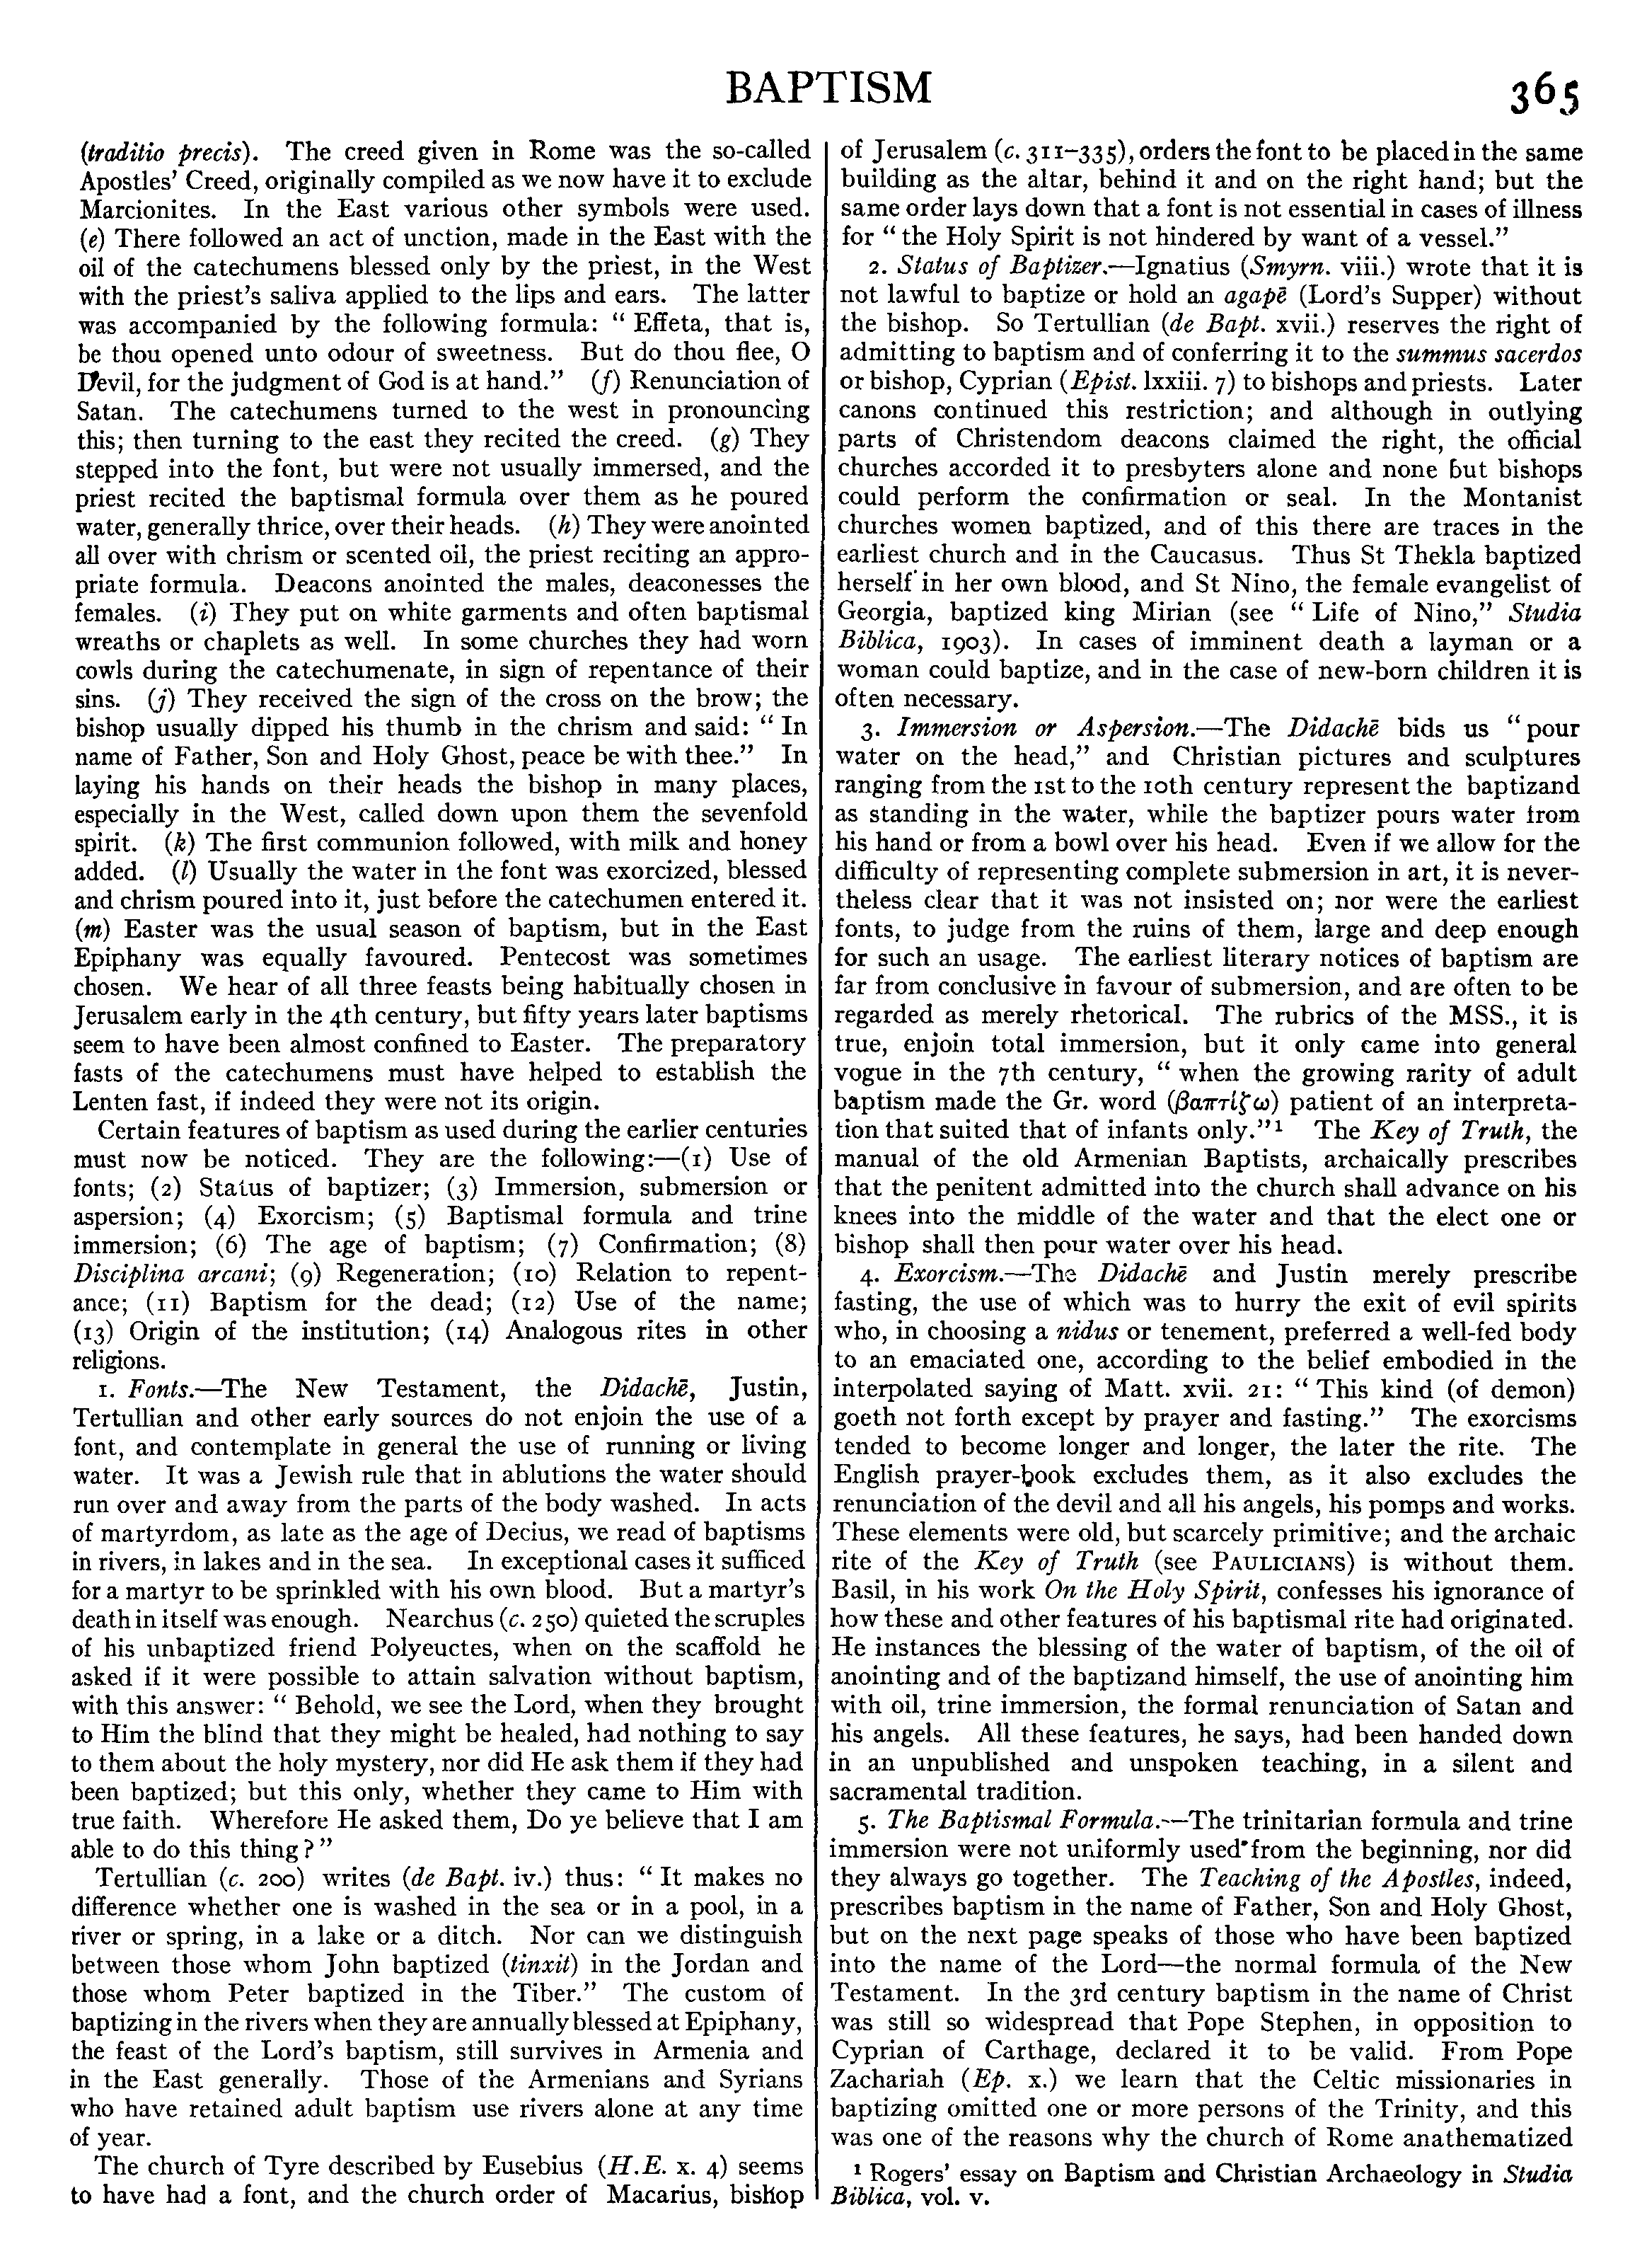 BAPTISM
365
(traditio precis). The creed given in Rome was the so-called
Apostles' Creed, originally compiled as we now have it to exclude
Marcionites. In the East various other symbols were used.
(e) There followed an act of unction, made in the East with the
oil of the catechumens blessed only by the priest, in the West
with the priest's saliva applied to the lips and ears. The latter
was accompanied by the following formula: “ Effeta, that is,
be thou opened unto odour of sweetness. But do thou flee, O
Devil, for the judgment of God is at hand.” (f) Renunciation of
Satan. The catechumens turned to the west in pronouncing
this; then turning to the east they recited the creed. (g) They
stepped into the font, but were not usually immersed, and the
priest recited the baptismal formula over them as he poured
water, generally thrice, over their heads. (h) They were anointed
all over with chrism or scented oil, the priest reciting an appro-
priate formula. Deacons anointed the males, deaconesses the
females. (i) They put on white garments and often baptismal
wreaths or chaplets as well. In some churches they had worn
cowls during the catechumenate, in sign of repentance of their
sins. (j) They received the sign of the cross on the brow; the
bishop usually dipped his thumb in the chrism and said: “ In
name of Father, Son and Holy Ghost, peace be with thee.” In
laying his hands on their heads the bishop in many places,
especially in the West, called down upon them the sevenfold
spirit. (k) The first communion followed, with milk and honey
added. (l) Usually the water in the font was exorcized, blessed
and chrism poured into it, just before the catechumen entered it.
(m) Easter was the usual season of baptism, but in the East
Epiphany was equally favoured. Pentecost was sometimes
chosen. We hear of all three feasts being habitually chosen in
Jerusalem early in the 4th century, but fifty years later baptisms
seem to have been almost confined to Easter. The preparatory
fasts of the catechumens must have helped to establish the
Lenten fast, if indeed they were not its origin.
Certain features of baptism as used during the earlier centuries
must now be noticed. They are the following:—(1) Use of
fonts; (2) Status of baptizer; (3) Immersion, submersion or
aspersion; (4) Exorcism; (5) Baptismal formula and trine
immersion; (6) The age of baptism; (7) Confirmation; (8)
Disciplina arcani; (9) Regeneration; (10) Relation to repent-
ance; (11) Baptism for the dead; (12) Use of the name;
(13) Origin of the institution; (14) Analogous rites in other
religions.
1. Fonts.—The New Testament, the Didachē, Justin,
Tertullian and other early sources do not enjoin the use of a
font, and contemplate in general the use of running or living
water. It was a Jewish rule that in ablutions the water should
run over and away from the parts of the body washed. In acts
of martyrdom, as late as the age of Decius, we read of baptisms
in rivers, in lakes and in the sea. In exceptional cases it sufficed
for a martyr to be sprinkled with his own blood. But a martyr's
death in itself was enough. Nearchus (c. 250) quieted the scruples
of his unbaptized friend Polyeuctes, when on the scaffold he
asked if it were possible to attain salvation without baptism,
with this answer: “ Behold, we see the Lord, when they brought
to Him the blind that they might be healed, had nothing to say
to them about the holy mystery, nor did He ask them if they had
been baptized; but this only, whether they came to Him with
true faith. Wherefore He asked them, Do ye believe that I am
able to do this thing?”
Tertullian (c. 200) writes (de Bapt. iv.) thus: “ It makes no
difference whether one is washed in the sea or in a pool, in a
river or spring, in a lake or a ditch. Nor can we distinguish
between those whom John baptized (tinxit) in the Jordan and
those whom Peter baptized in the Tiber.” The custom of
baptizing in the rivers when they are annually blessed at Epiphany,
the feast of the Lord's baptism, still survives in Armenia and
in the East generally. Those of the Armenians and Syrians
who have retained adult baptism use rivers alone at any time
of year.
The church of Tyre described by Eusebius (H.E. x. 4) seems
to have had a font, and the church order of Macarius, bishop
of Jerusalem (c. 311–335), orders the font to be placed in the same
building as the altar, behind it and on the right hand; but the
same order lays down that a font is not essential in cases of illness
for “ the Holy Spirit is not hindered by want of a vessel.”
2. Status of Baptizer.—Ignatius (Smyrn. viii.) wrote that it is
not lawful to baptize or hold an agapē (Lord's Supper) without
the bishop. So Tertullian (de Bapt. xvii.) reserves the right of
admitting to baptism and of conferring it to the summus sacerdos
or bishop, Cyprian (Epist. lxxiii. 7) to bishops and priests. Later
canons continued this restriction; and although in outlying
parts of Christendom deacons claimed the right, the official
churches accorded it to presbyters alone and none but bishops
could perform the confirmation or seal. In the Montanist
churches women baptized, and of this there are traces in the
earliest church and in the Caucasus. Thus St Thekla baptized
herself in her own blood, and St Nino, the female evangelist of
Georgia, baptized king Mirian (see “ Life of Nino,” Studia
Biblica, 1903). In cases of imminent death a layman or a
woman could baptize, and in the case of new-born children it is
often necessary.
3. Immersion or Aspersion.—The Didachē bids us “ pour
water on the head,” and Christian pictures and sculptures
ranging from the 1st to the 10th century represent the baptizand
as standing in the water, while the baptizer pours water from
his hand or from a bowl over his head. Even if we allow for the
difficulty of representing complete submersion in art, it is never-
theless clear that it was not insisted on; nor were the earliest
fonts, to judge from the ruins of them, large and deep enough
for such an usage. The earliest literary notices of baptism are
far from conclusive in favour of submersion, and are often to be
regarded as merely rhetorical. The rubrics of the MSS., it is
true, enjoin total immersion, but it only came into general
vogue in the 7th century, “ when the growing rarity of adult
baptism made the Gr. word (βαπτίζω) patient of an interpreta-
tion that suited that of infants only.”¹ The Key of Truth, the
manual of the old Armenian Baptists, archaically prescribes
that the penitent admitted into the church shall advance on his
knees into the middle of the water and that the elect one or
bishop shall then pour water over his head.
4. Exorcism.—The Didachē and Justin merely prescribe
fasting, the use of which was to hurry the exit of evil spirits
who, in choosing a nidus or tenement, preferred a well-fed body
to an emaciated one, according to the belief embodied in the
interpolated saying of Matt. xvii. 21: “ This kind (of demon)
goeth not forth except by prayer and fasting.” The exorcisms
tended to become longer and longer, the later the rite. The
English prayer-book excludes them, as it also excludes the
renunciation of the devil and all his angels, his pomps and works.
These elements were old, but scarcely primitive; and the archaic
rite of the Key of Truth (see PAULICIANS) is without them.
Basil, in his work On the Holy Spirit, confesses his ignorance of
how these and other features of his baptismal rite had originated.
He instances the blessing of the water of baptism, of the oil of
anointing and of the baptizand himself, the use of anointing him
with oil, trine immersion, the formal renunciation of Satan and
his angels. All these features, he says, had been handed down
in an unpublished and unspoken teaching, in a silent and
sacramental tradition.
5. The Baptismal Formula.—The trinitarian formula and trine
immersion were not uniformly used from the beginning, nor did
they always go together. The Teaching of the Apostles, indeed,
prescribes baptism in the name of Father, Son and Holy Ghost,
but on the next page speaks of those who have been baptized
into the name of the Lord—the normal formula of the New
Testament. In the 3rd century baptism in the name of Christ
was still so widespread that Pope Stephen, in opposition to
Cyprian of Carthage, declared it to be valid. From Pope
Zachariah (Ep. x.) we learn that the Celtic missionaries in
baptizing omitted one or more persons of the Trinity, and this
was one of the reasons why the church of Rome anathematized
¹ Rogers' essay on Baptism and Christian Archaeology in Studia
Biblica, vol. v.